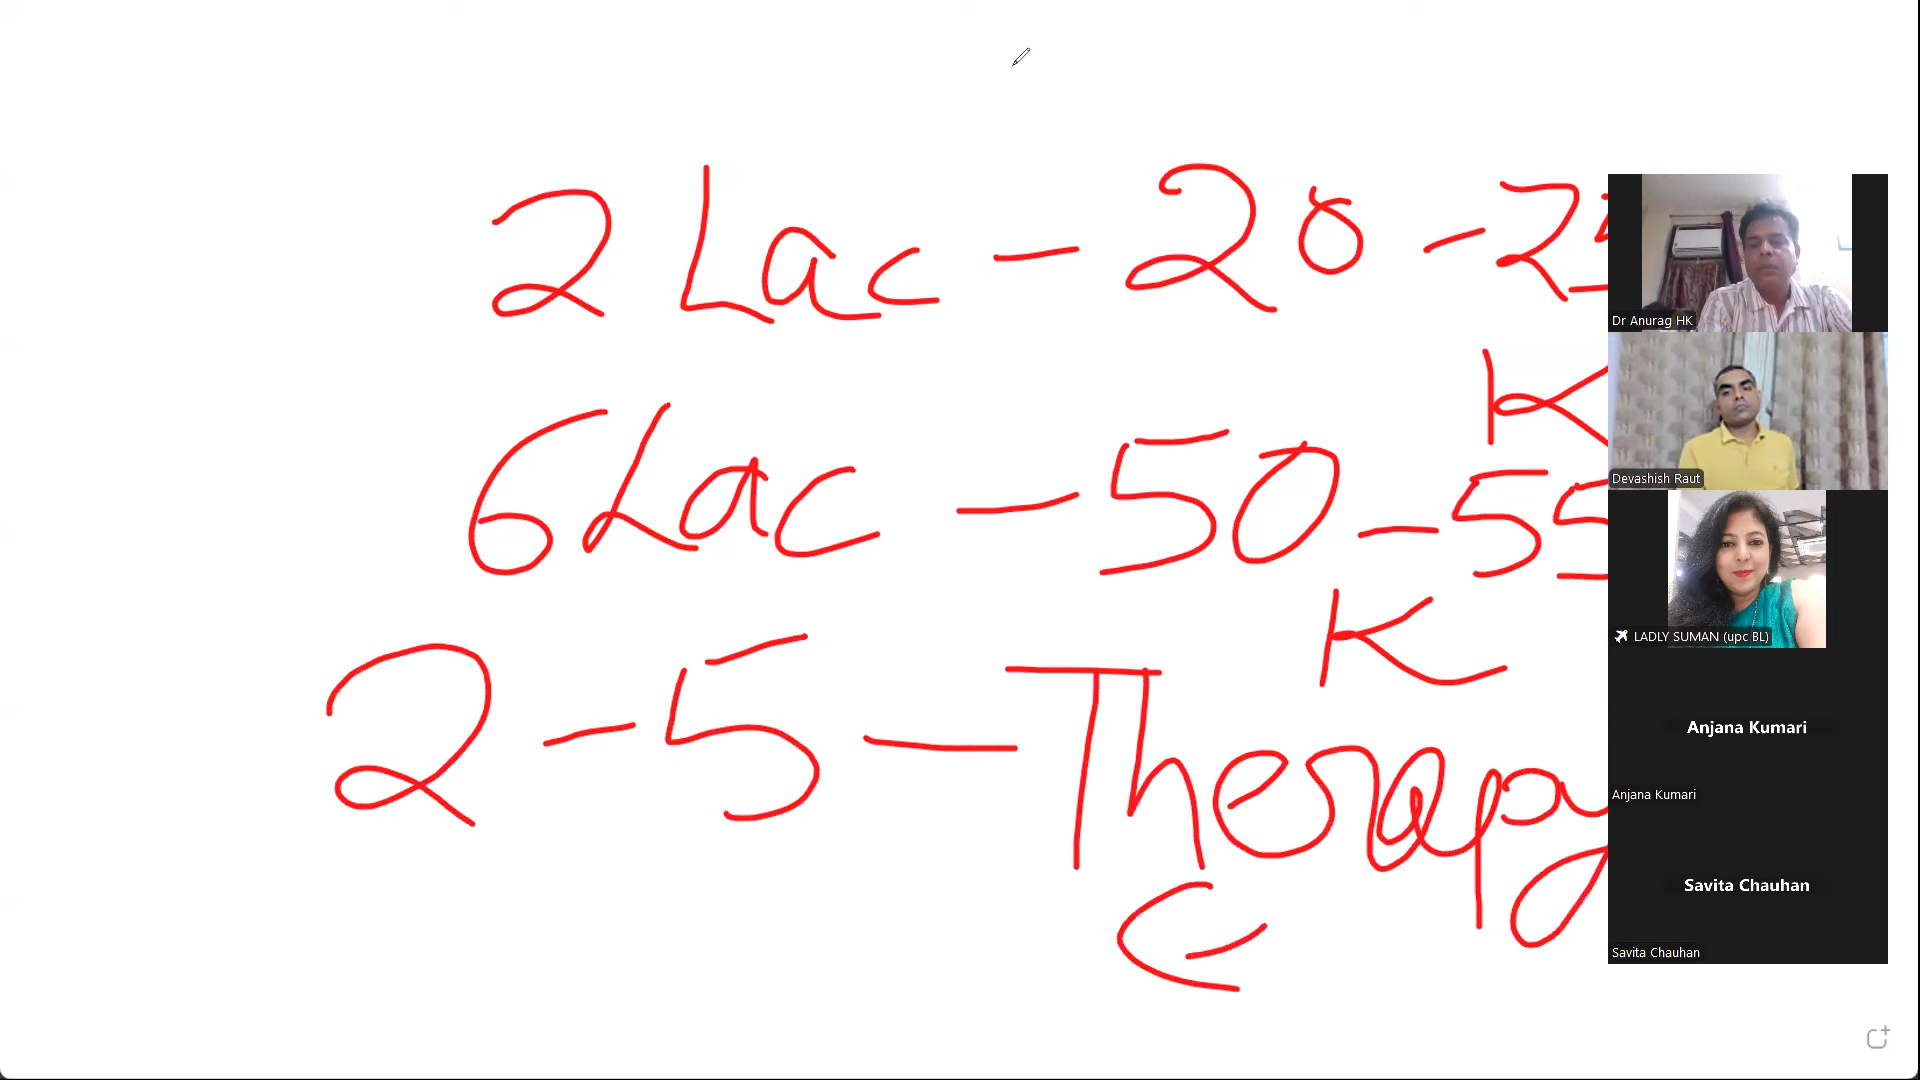 2 Lac - 20 - 25
K
6 Lac - 50 - 55
K
2 - 5 - Therapy
C
Dr Anurag HK
Devashish Raut
LADLY SUMAN (upc BL)
Anjana Kumari
Anjana Kumari
Savita Chauhan
Savita Chauhan